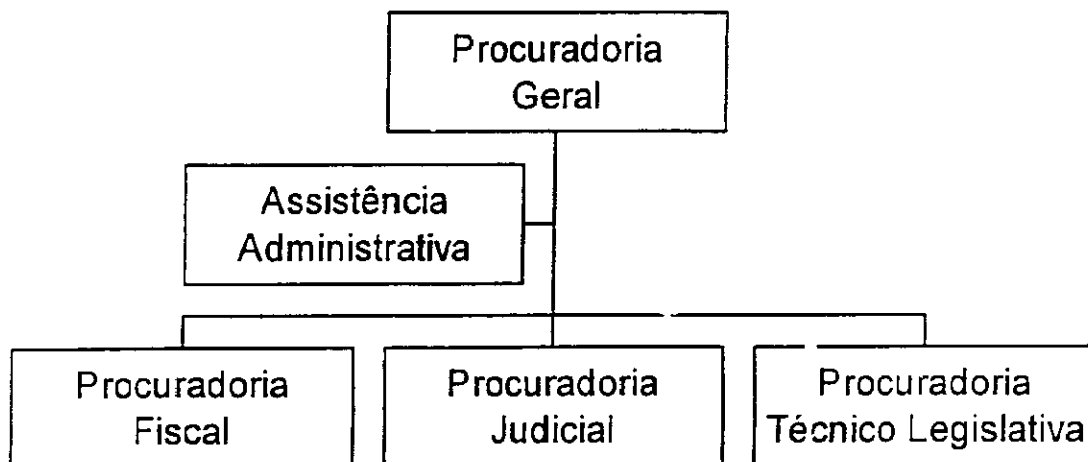 Procuradoria
Geral
Assistência
Administrativa
Procuradoria
Fiscal
Procuradoria
Judicial
Procuradoria
Técnico Legislativa